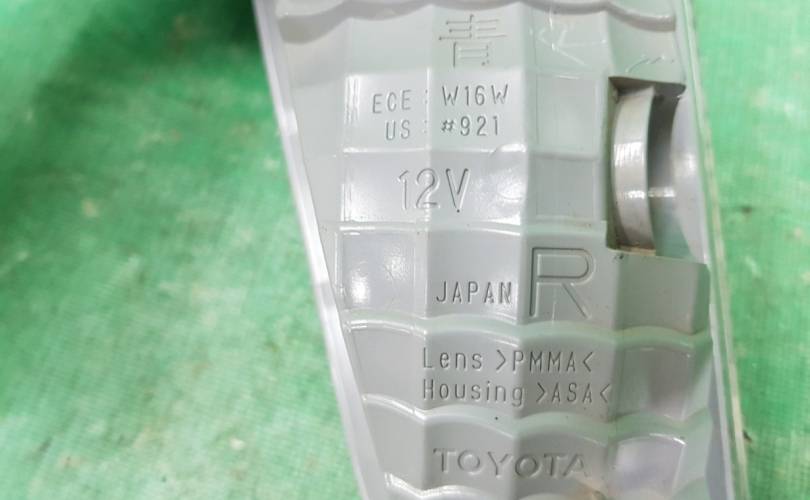 青
ECE : W16W
US : #921
12V
JAPAN R
Lens >PMMA<
Housing >ASA<
TOYOTA